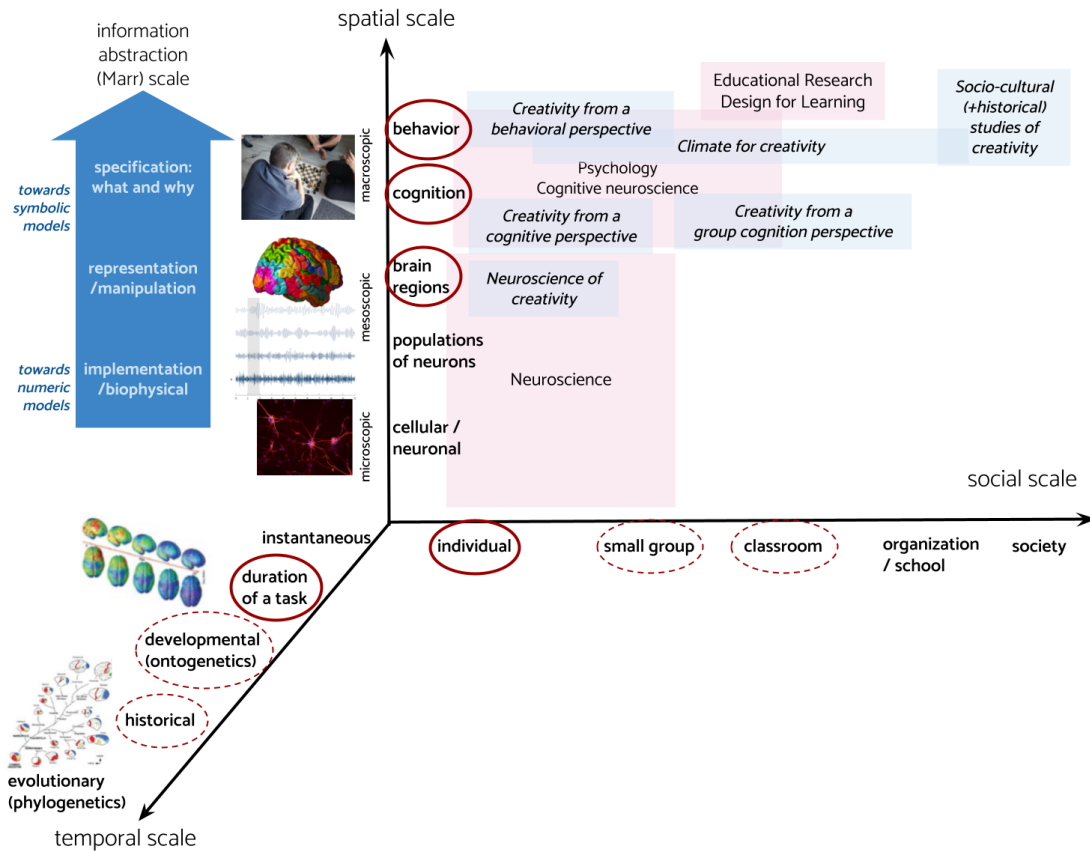 spatial scale
information
abstraction
(Marr) scale
specification:
what and why
towards
symbolic
models
representation
/manipulation
towards
numeric
models
implementation
/biophysical
macroscopic
mesoscopic
microscopic
behavior
cognition
brain
regions
populations
of neurons
cellular /
neuronal
Creativity from a
behavioral perspective
Educational Research
Design for Learning
Socio-cultural
(+historical)
studies of
creativity
Climate for creativity
Psychology
Cognitive neuroscience
Creativity from a
cognitive perspective
Creativity from a
group cognition perspective
Neuroscience of
creativity
Neuroscience
social scale
individual
small group
classroom
organization
/ school
society
instantaneous
duration
of a task
developmental
(ontogenetics)
historical
evolutionary
(phylogenetics)
temporal scale